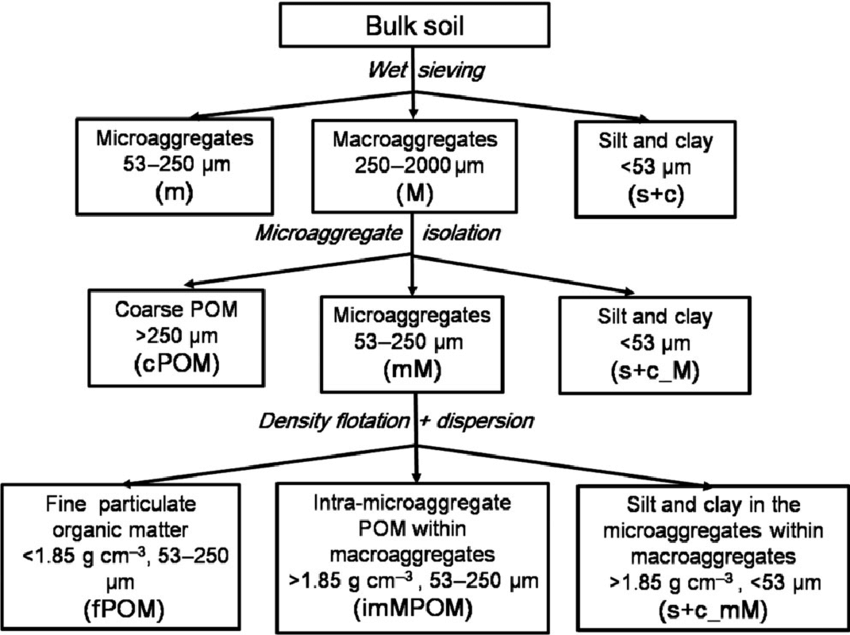 Bulk soil
Wet sieving
Microaggregates
53–250 µm
(m)
Macroaggregates
250–2000 µm
(M)
Silt and clay
<53 µm
(s+c)
Microaggregate isolation
Coarse POM
>250 µm
(cPOM)
Microaggregates
53–250 µm
(mM)
Silt and clay
<53 µm
(s+c_M)
Density flotation + dispersion
Fine particulate
organic matter
<1.85 g cm⁻³, 53–250
µm
(fPOM)
Intra-microaggregate
POM within
macroaggregates
>1.85 g cm⁻³, 53–250 µm
(imMPOM)
Silt and clay in the
microaggregates within
macroaggregates
>1.85 g cm⁻³, <53 µm
(s+c_mM)